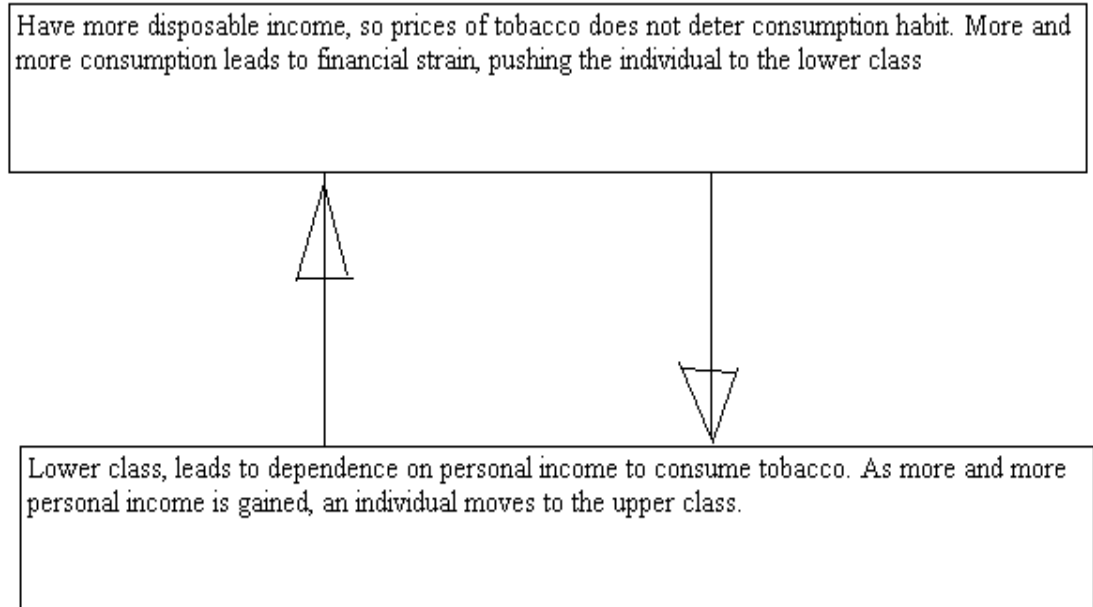 Have more disposable income, so prices of tobacco does not deter consumption habit. More and
more consumption leads to financial strain, pushing the individual to the lower class
Lower class, leads to dependence on personal income to consume tobacco. As more and more
personal income is gained, an individual moves to the upper class.